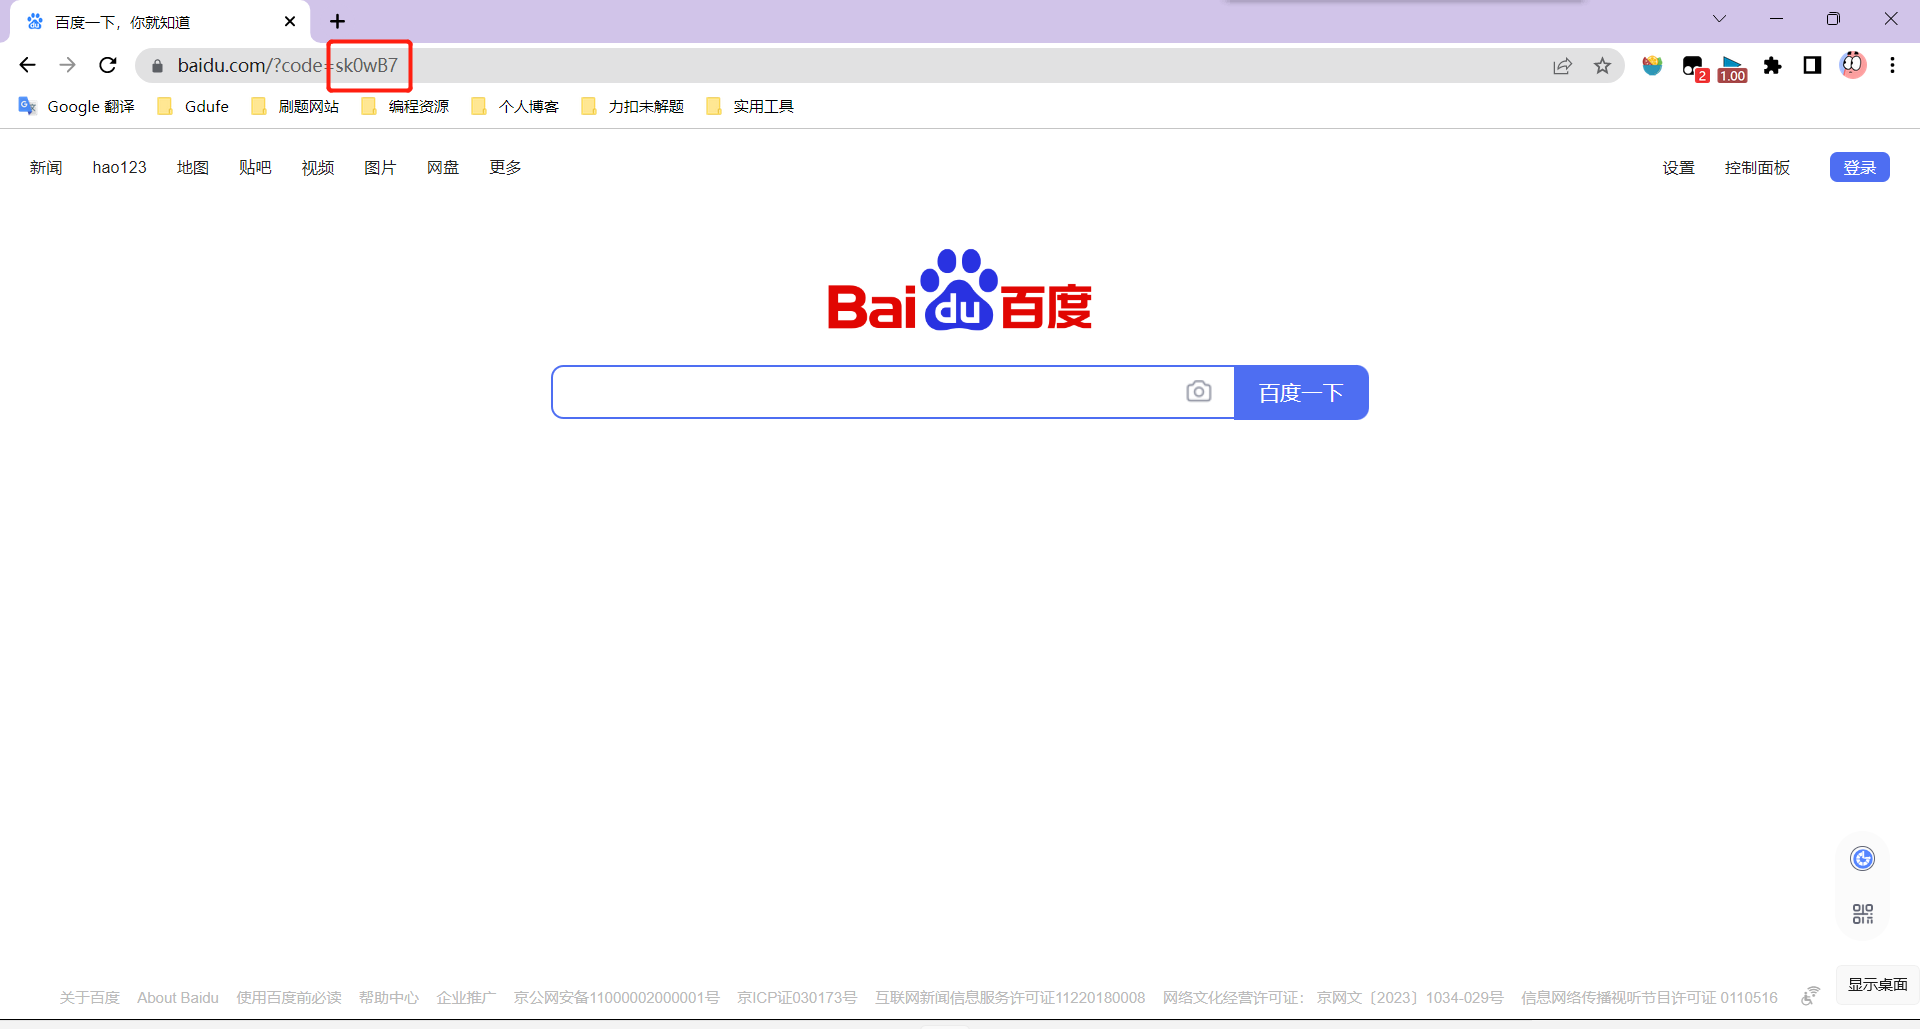 百度一下，你就知道
baidu.com/?code=sk0wB7
2
1.00
Google 翻译 Gdufe 刷题网站 编程资源 个人博客 力扣未解题 实用工具
新闻 hao123 地图 贴吧 视频 图片 网盘 更多 设置 控制面板 登录
Bai du 百度
百度一下
显示桌面
关于百度 About Baidu 使用百度前必读 帮助中心 企业推广 京公网安备11000002000001号 京ICP证030173号 互联网新闻信息服务许可证11220180008 网络文化经营许可证： 京网文〔2023〕1034-029号 信息网络传播视听节目许可证 0110516